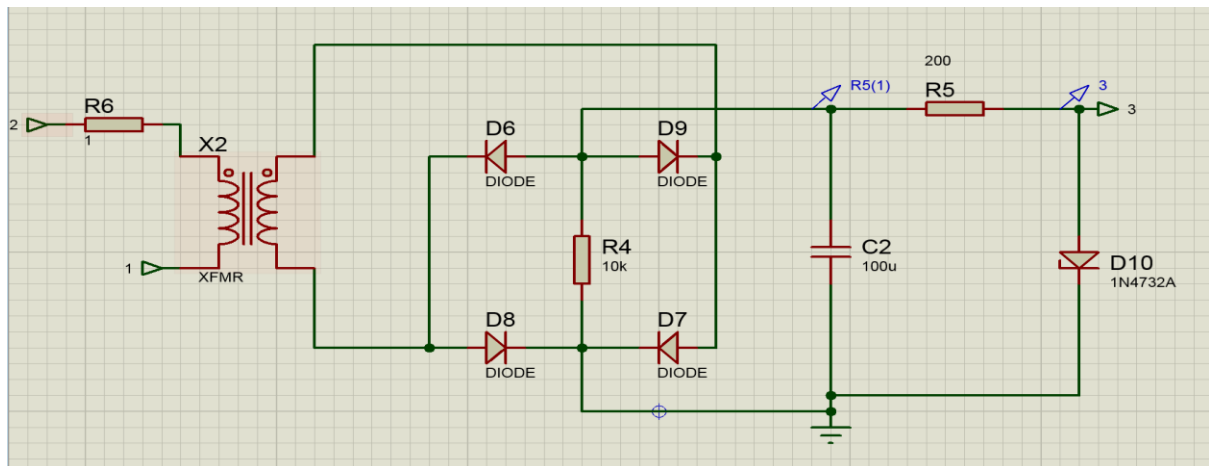 200
R5(1)
3
R6
R5
2
3
1
D6
D9
X2
DIODE
DIODE
R4
C2
10k
D10
1
100u
XFMR
1N4732A
D8
D7
DIODE
DIODE